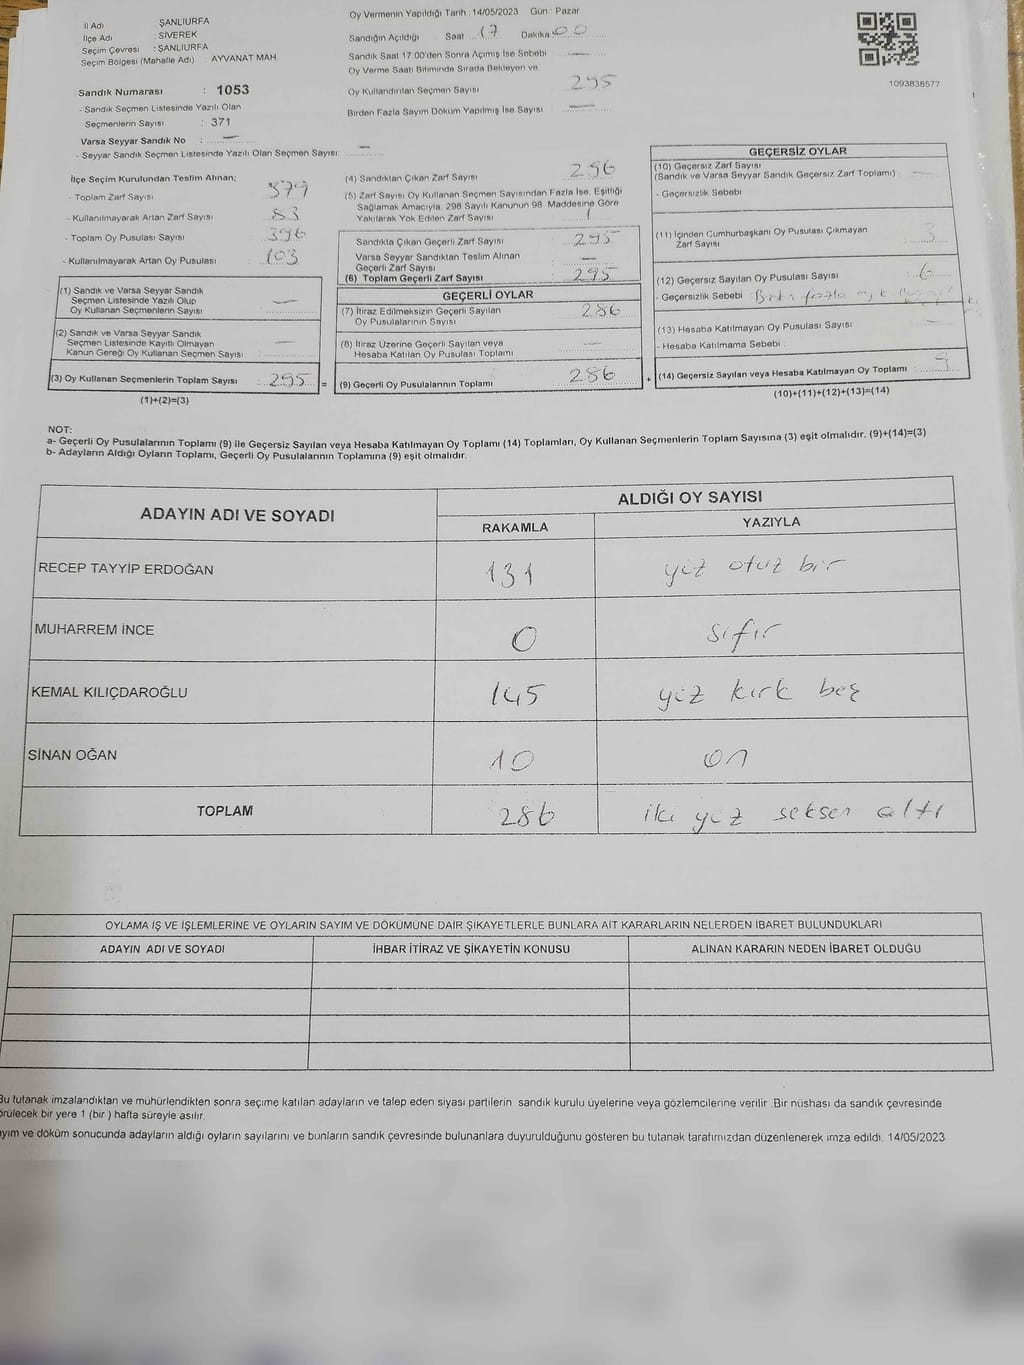 İl Adı : ŞANLIURFA
İlçe Adı : SİVEREK
Seçim Çevresi : ŞANLIURFA
Seçim Bölgesi (Mahalle Adı) : AYVANAT MAH.
Sandık Numarası : 1053
- Sandık Seçmen Listesinde Yazılı Olan
Seçmenlerin Sayısı : 371
Varsa Seyyar Sandık No : —
- Seyyar Sandık Seçmen Listesinde Yazılı Olan Seçmen Sayısı: —
Oy Vermenin Yapıldığı Tarih : 14/05/2023 Gün : Pazar
Sandığın Açıldığı Saat 17 Dakika 00
Sandık Saat 17:00'den Sonra Açımış İse Sebebi —
Oy Verme Saati Bitiminde Sırada Bekleyen ve
Oy Kullandırılan Seçmen Sayısı 295
Birden Fazla Sayım Döküm Yapılmış İse Sayısı —
1093838577
İlçe Seçim Kurulundan Teslim Alınan;
- Toplam Zarf Sayısı 379
- Kullanılmayarak Artan Zarf Sayısı 83
- Toplam Oy Pusulası Sayısı 396
- Kullanılmayarak Artan Oy Pusulası 103
(1) Sandık ve Varsa Seyyar Sandık
Seçmen Listesinde Yazılı Olup
Oy Kullanan Seçmenlerin Sayısı —
(2) Sandık ve Varsa Seyyar Sandık
Seçmen Listesinde Kayıtlı Olmayan
Kanun Gereği Oy Kullanan Seçmen Sayısı —
(3) Oy Kullanan Seçmenlerin Toplam Sayısı : 295 =
(1)+(2)=(3)
(4) Sandıktan Çıkan Zarf Sayısı 296
(5) Zarf Sayısı Oy Kullanan Seçmen Sayısından Fazla İse, Eşitliği
Sağlamak Amacıyla, 298 Sayılı Kanunun 98. Maddesine Göre
Yakılarak Yok Edilen Zarf Sayısı 1
Sandıkta Çıkan Geçerli Zarf Sayısı 295
Varsa Seyyar Sandıktan Teslim Alınan
Geçerli Zarf Sayısı —
(6) Toplam Geçerli Zarf Sayısı 295
GEÇERLİ OYLAR
(7) İtiraz Edilmeksizin Geçerli Sayılan
Oy Pusulalarının Sayısı 286
(8) İtiraz Üzerine Geçerli Sayılan veya
Hesaba Katılan Oy Pusulası Toplamı —
(9) Geçerli Oy Pusulalarının Toplamı 286 +
GEÇERSİZ OYLAR
(10) Geçersiz Zarf Sayısı
(Sandık ve Varsa Seyyar Sandık Geçersiz Zarf Toplamı) : —
- Geçersizlik Sebebi :
(11) İçinden Cumhurbaşkanı Oy Pusulası Çıkmayan
Zarf Sayısı 3
(12) Geçersiz Sayılan Oy Pusulası Sayısı : 6
- Geçersizlik Sebebi : fazla
(13) Hesaba Katılmayan Oy Pusulası Sayısı —
- Hesaba Katılmama Sebebi :
(14) Geçersiz Sayılan veya Hesaba Katılmayan Oy Toplamı : 9
(10)+(11)+(12)+(13)=(14)
NOT:
a- Geçerli Oy Pusulalarının Toplamı (9) ile Geçersiz Sayılan veya Hesaba Katılmayan Oy Toplamı (14) Toplamları, Oy Kullanan Seçmenlerin Toplam Sayısına (3) eşit olmalıdır. (9)+(14)=(3)
b- Adayların Aldığı Oyların Toplamı, Geçerli Oy Pusulalarının Toplamına (9) eşit olmalıdır.
ADAYIN ADI VE SOYADI
ALDIĞI OY SAYISI
RAKAMLA YAZIYLA
RECEP TAYYİP ERDOĞAN 131 yüz otuz bir
MUHARREM İNCE 0 sıfır
KEMAL KILIÇDAROĞLU 145 yüz kırk beş
SİNAN OĞAN 10 on
TOPLAM 286 iki yüz seksen altı
OYLAMA İŞ VE İŞLEMLERİNE VE OYLARIN SAYIM VE DÖKÜMÜNE DAİR ŞİKAYETLERLE BUNLARA AİT KARARLARIN NELERDEN İBARET BULUNDUKLARI
ADAYIN ADI VE SOYADI İHBAR İTİRAZ VE ŞİKAYETİN KONUSU ALINAN KARARIN NEDEN İBARET OLDUĞU
Bu tutanak imzalandıktan ve mühürlendikten sonra seçime katılan adayların ve talep eden siyasi partilerin sandık kurulu üyelerine veya gözlemcilerine verilir. Bir nüshası da sandık çevresinde
örülecek bir yere 1 (bir ) hafta süreyle asılır.
ayım ve döküm sonucunda adayların aldığı oyların sayılarını ve bunların sandık çevresinde bulunanlara duyurulduğunu gösteren bu tutanak tarafımızdan düzenlenerek imza edildi. 14/05/2023